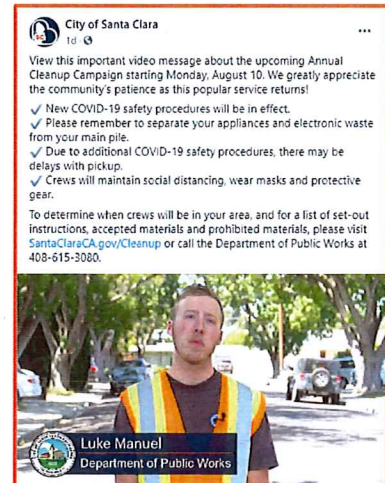 City of Santa Clara
1d ·
View this important video message about the upcoming Annual
Cleanup Campaign starting Monday, August 10. We greatly appreciate
the community's patience as this popular service returns!
✓ New COVID-19 safety procedures will be in effect.
✓ Please remember to separate your appliances and electronic waste
from your main pile.
✓ Due to additional COVID-19 safety procedures, there may be
delays with pickup.
✓ Crews will maintain social distancing, wear masks and protective
gear.
To determine when crews will be in your area, and for a list of set-out
instructions, accepted materials and prohibited materials, please visit
SantaClaraCA.gov/Cleanup or call the Department of Public Works at
408-615-3080.
Luke Manuel
Department of Public Works